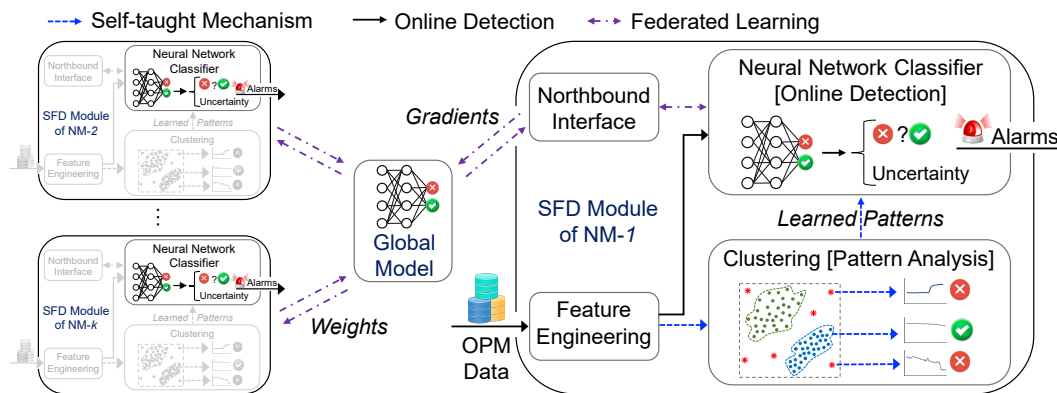 Self-taught Mechanism
Online Detection
Federated Learning
Northbound
Interface
Neural Network
Classifier
?
Uncertainty
Alarms
SFD Module
of NM-2
Learned Patterns
Clustering
Feature
Engineering
...
Northbound
Interface
Neural Network
Classifier
?
Uncertainty
Alarms
SFD Module
of NM-k
Learned Patterns
Clustering
Feature
Engineering
Gradients
Global
Model
Weights
Northbound
Interface
Neural Network Classifier
[Online Detection]
?
Uncertainty
Alarms
SFD Module
of NM-1
Learned Patterns
Clustering [Pattern Analysis]
Feature
Engineering
OPM
Data